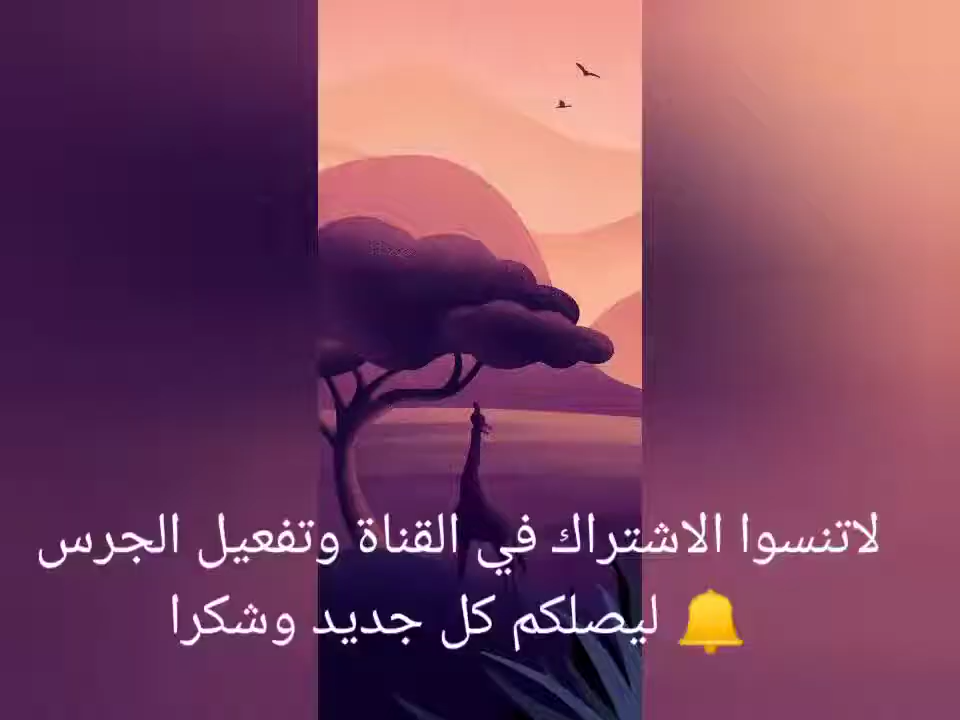 لاتنسوا الاشتراك في القناة وتفعيل الجرس
🔔 ليصلكم كل جديد وشكرا